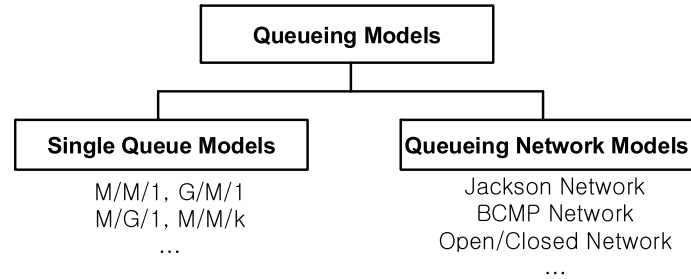 Queueing Models
Single Queue Models
M/M/1, G/M/1
M/G/1, M/M/k
...
Queueing Network Models
Jackson Network
BCMP Network
Open/Closed Network
...